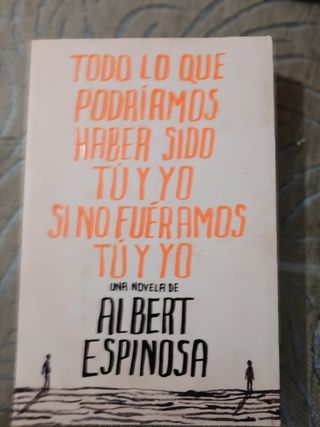 TODO LO QUE
PODRÍAMOS
HABER SIDO
TÚ Y YO
SI NO FUÉRAMOS
TÚ Y YO
UNA NOVELA DE
ALBERT
ESPINOSA